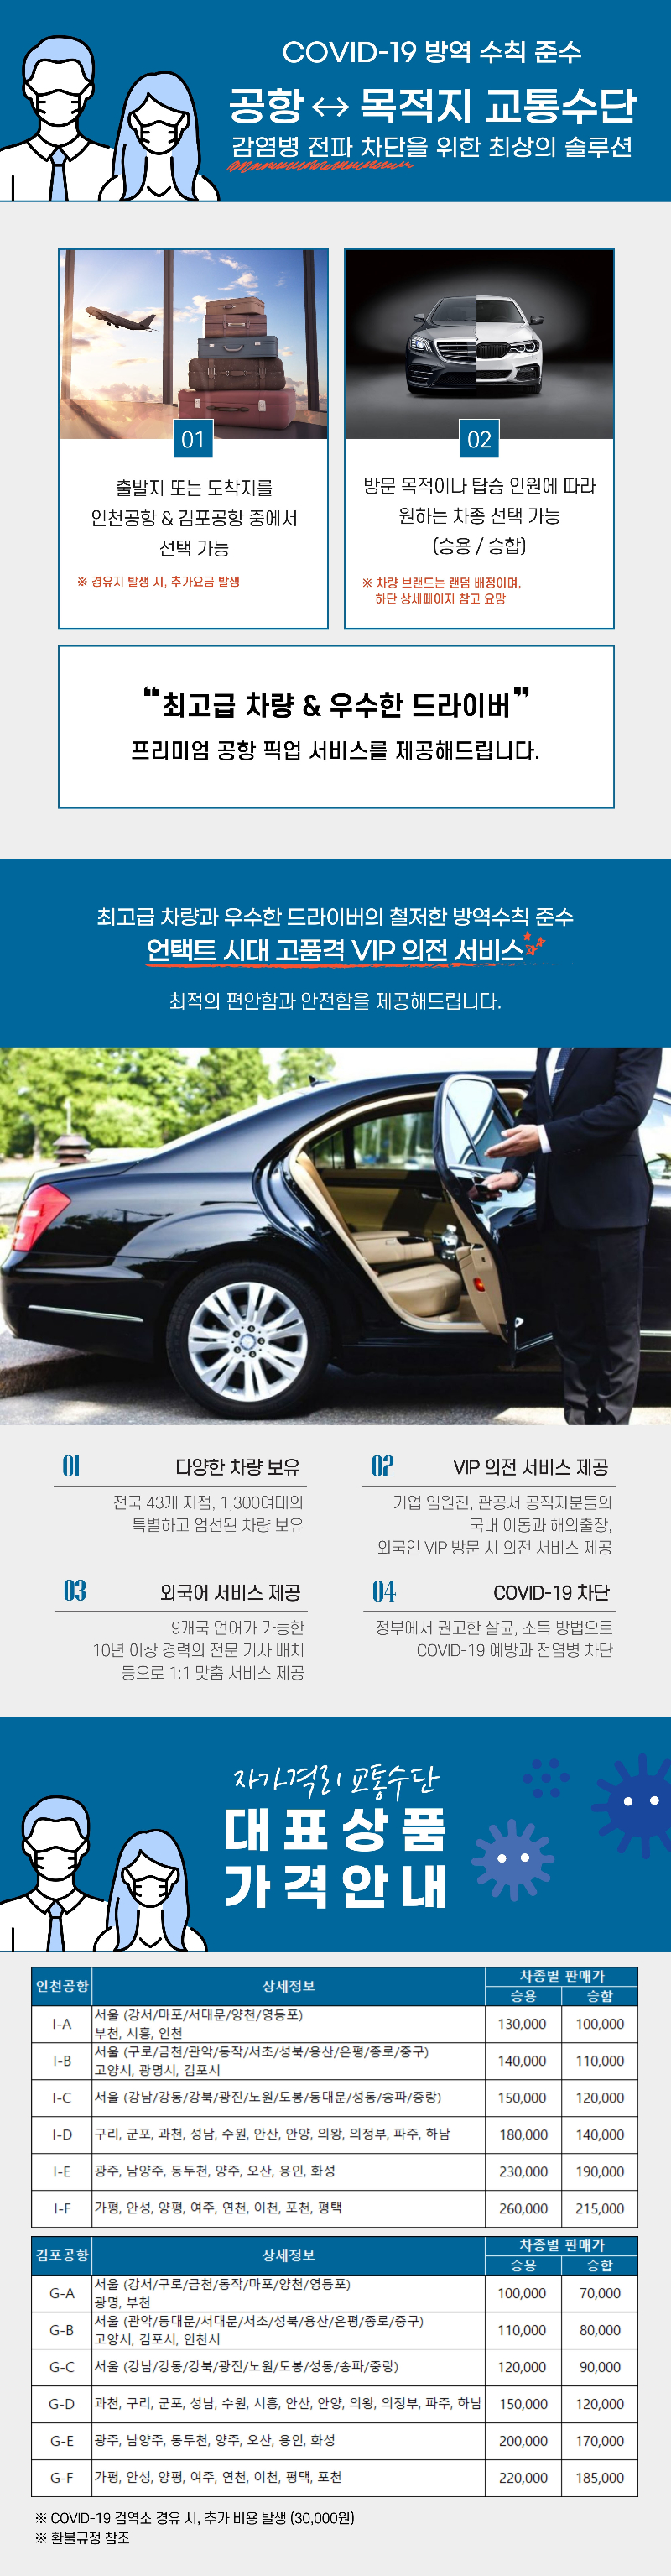 COVID-19 방역 수칙 준수
공항 ↔ 목적지 교통수단
감염병 전파 차단을 위한 최상의 솔루션
01
출발지 또는 도착지를
인천공항 & 김포공항 중에서
선택 가능
※ 경유지 발생 시, 추가요금 발생
02
방문 목적이나 탑승 인원에 따라
원하는 차종 선택 가능
(승용 / 승합)
※ 차량 브랜드는 랜덤 배정이며,
하단 상세페이지 참고 요망
❝최고급 차량 & 우수한 드라이버❞
프리미엄 공항 픽업 서비스를 제공해드립니다.
최고급 차량과 우수한 드라이버의 철저한 방역수칙 준수
언택트 시대 고품격 VIP 의전 서비스
최적의 편안함과 안전함을 제공해드립니다.
01 다양한 차량 보유
전국 43개 지점, 1,300여대의
특별하고 엄선된 차량 보유
02 VIP 의전 서비스 제공
기업 임원진, 관공서 공직자분들의
국내 이동과 해외출장,
외국인 VIP 방문 시 의전 서비스 제공
03 외국어 서비스 제공
9개국 언어가 가능한
10년 이상 경력의 전문 기사 배치
등으로 1:1 맞춤 서비스 제공
04 COVID-19 차단
정부에서 권고한 살균, 소독 방법으로
COVID-19 예방과 전염병 차단
자가격리 교통수단
대표상품
가격안내
인천공항 상세정보 차종별 판매가
승용 승합
I-A 서울 (강서/마포/서대문/양천/영등포)
부천, 시흥, 인천 130,000 100,000
I-B 서울 (구로/금천/관악/동작/서초/성북/용산/은평/종로/중구)
고양시, 광명시, 김포시 140,000 110,000
I-C 서울 (강남/강동/강북/광진/노원/도봉/동대문/성동/송파/중랑) 150,000 120,000
I-D 구리, 군포, 과천, 성남, 수원, 안산, 안양, 의왕, 의정부, 파주, 하남 180,000 140,000
I-E 광주, 남양주, 동두천, 양주, 오산, 용인, 화성 230,000 190,000
I-F 가평, 안성, 양평, 여주, 연천, 이천, 포천, 평택 260,000 215,000
김포공항 상세정보 차종별 판매가
승용 승합
G-A 서울 (강서/구로/금천/동작/마포/양천/영등포)
광명, 부천 100,000 70,000
G-B 서울 (관악/동대문/서대문/서초/성북/용산/은평/종로/중구)
고양시, 김포시, 인천시 110,000 80,000
G-C 서울 (강남/강동/강북/광진/노원/도봉/성동/송파/중랑) 120,000 90,000
G-D 과천, 구리, 군포, 성남, 수원, 시흥, 안산, 안양, 의왕, 의정부, 파주, 하남 150,000 120,000
G-E 광주, 남양주, 동두천, 양주, 오산, 용인, 화성 200,000 170,000
G-F 가평, 안성, 양평, 여주, 연천, 이천, 평택, 포천 220,000 185,000
※ COVID-19 검역소 경유 시, 추가 비용 발생 (30,000원)
※ 환불규정 참조